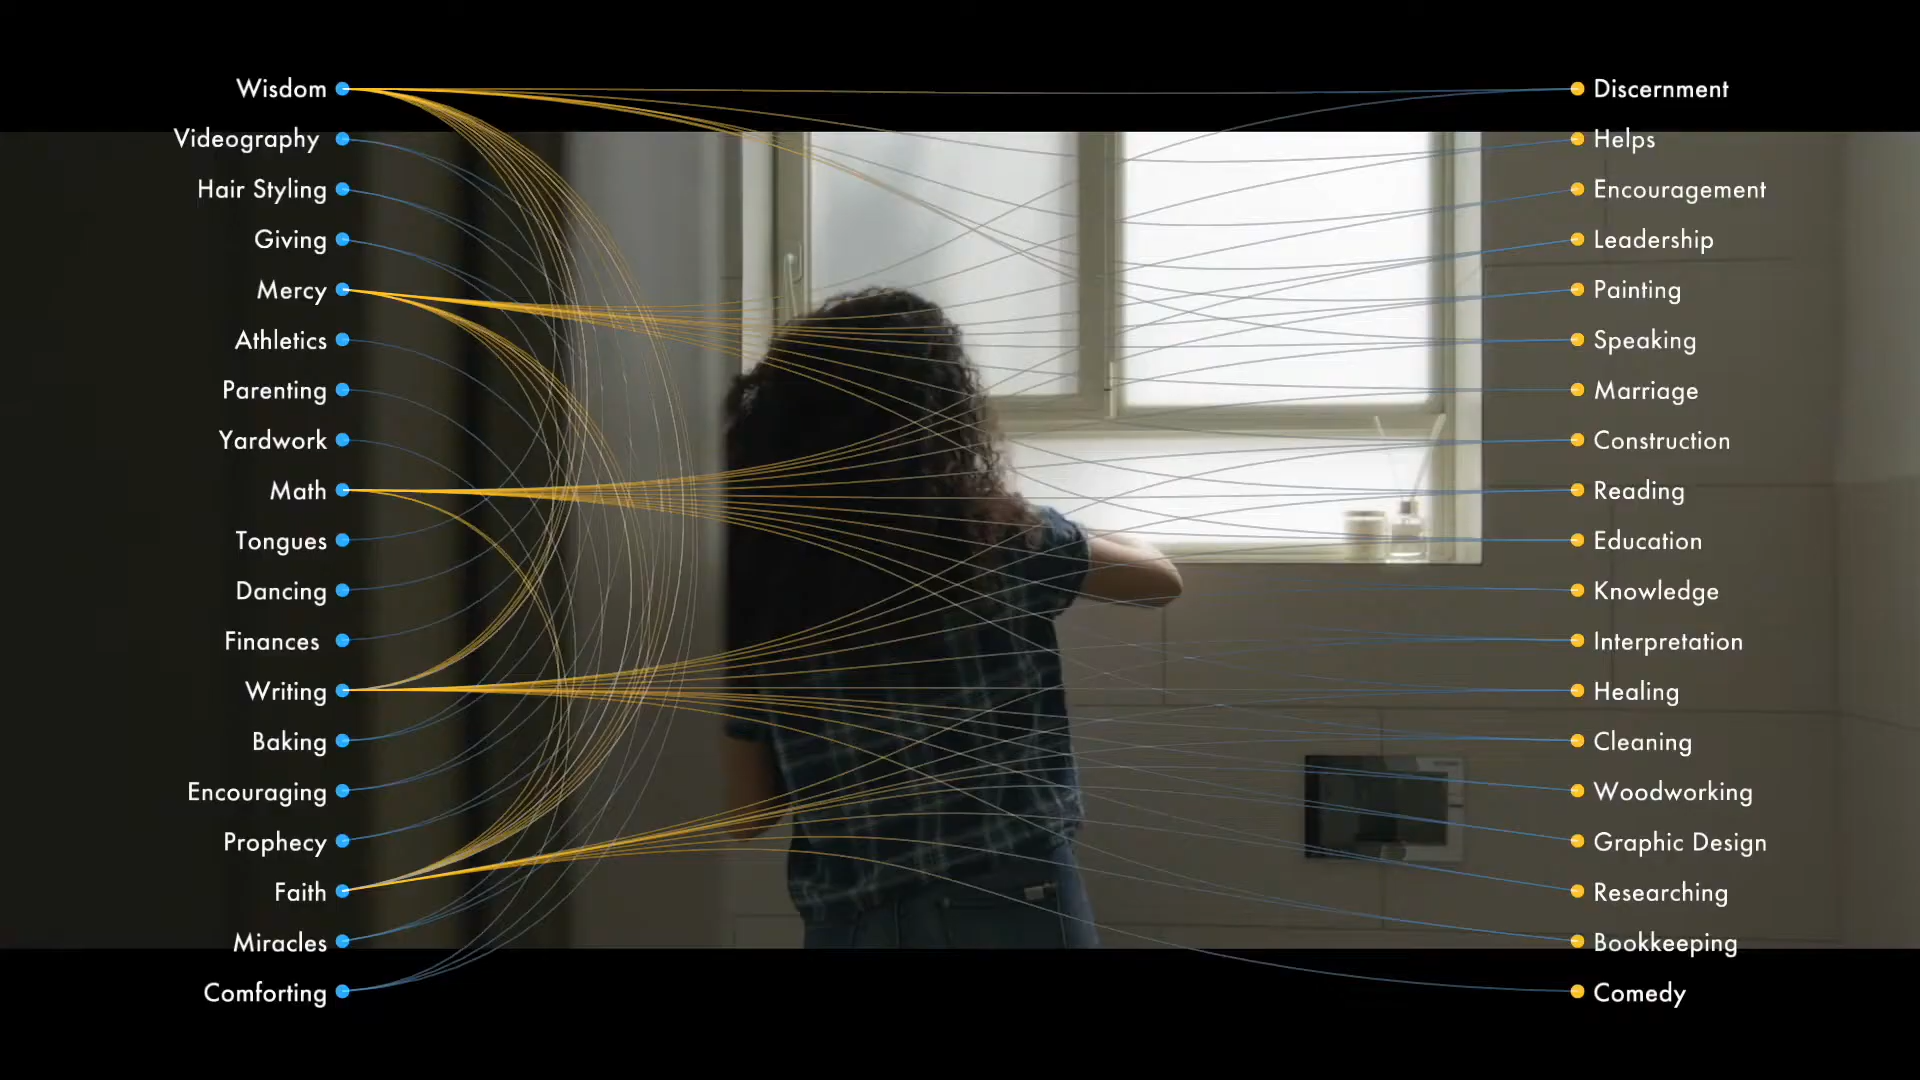 Wisdom
Videography
Hair Styling
Giving
Mercy
Athletics
Parenting
Yardwork
Math
Tongues
Dancing
Finances
Writing
Baking
Encouraging
Prophecy
Faith
Miracles
Comforting
Discernment
Helps
Encouragement
Leadership
Painting
Speaking
Marriage
Construction
Reading
Education
Knowledge
Interpretation
Healing
Cleaning
Woodworking
Graphic Design
Researching
Bookkeeping
Comedy